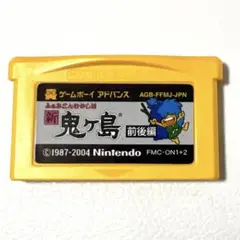 ゲームボーイ アドバンス AGB-FFMJ-JPN
ふぁみこんむかし話
新 鬼ヶ島® 前後編
©1987-2004 Nintendo FMC-ON1+2